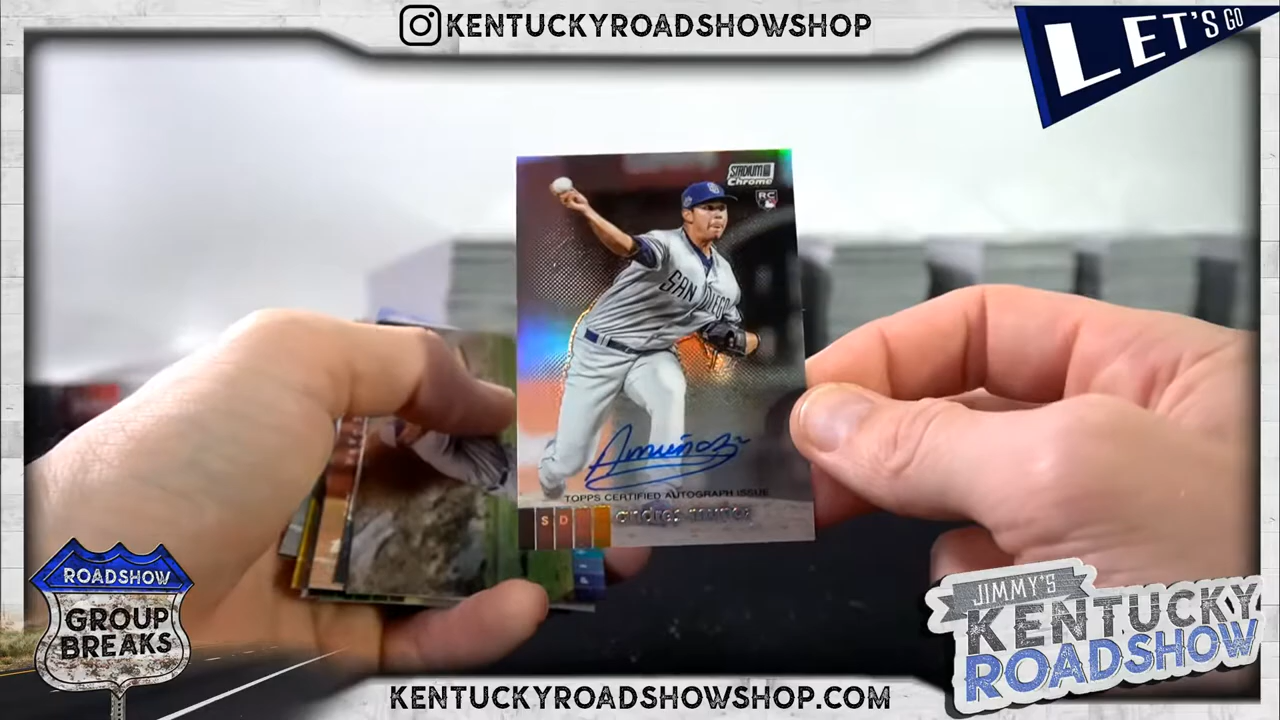 KENTUCKYROADSHOWSHOP
LET'S GO
STADIUM
Chrome
RC
SAN DIEGO
Amuñoz
TOPPS CERTIFIED AUTOGRAPH ISSUE
SD
andres munoz
ROADSHOW
GROUP
BREAKS
JIMMY'S
KENTUCKY
ROADSHOW
KENTUCKYROADSHOWSHOP.COM